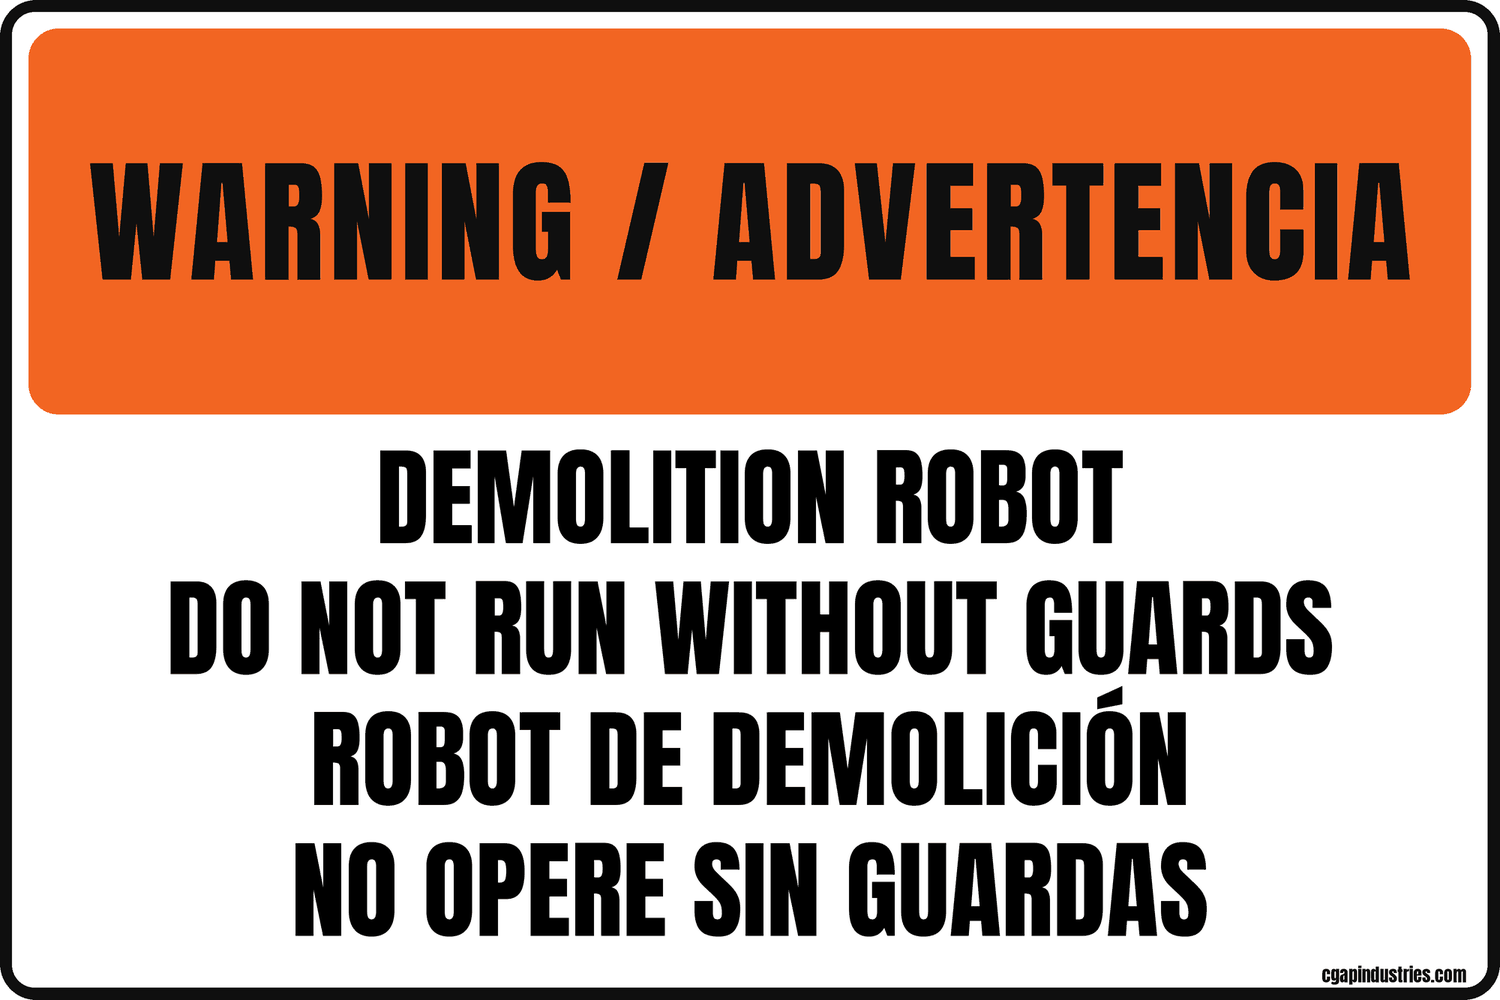 WARNING / ADVERTENCIA
DEMOLITION ROBOT
DO NOT RUN WITHOUT GUARDS
ROBOT DE DEMOLICIÓN
NO OPERE SIN GUARDAS
cgapindustries.com